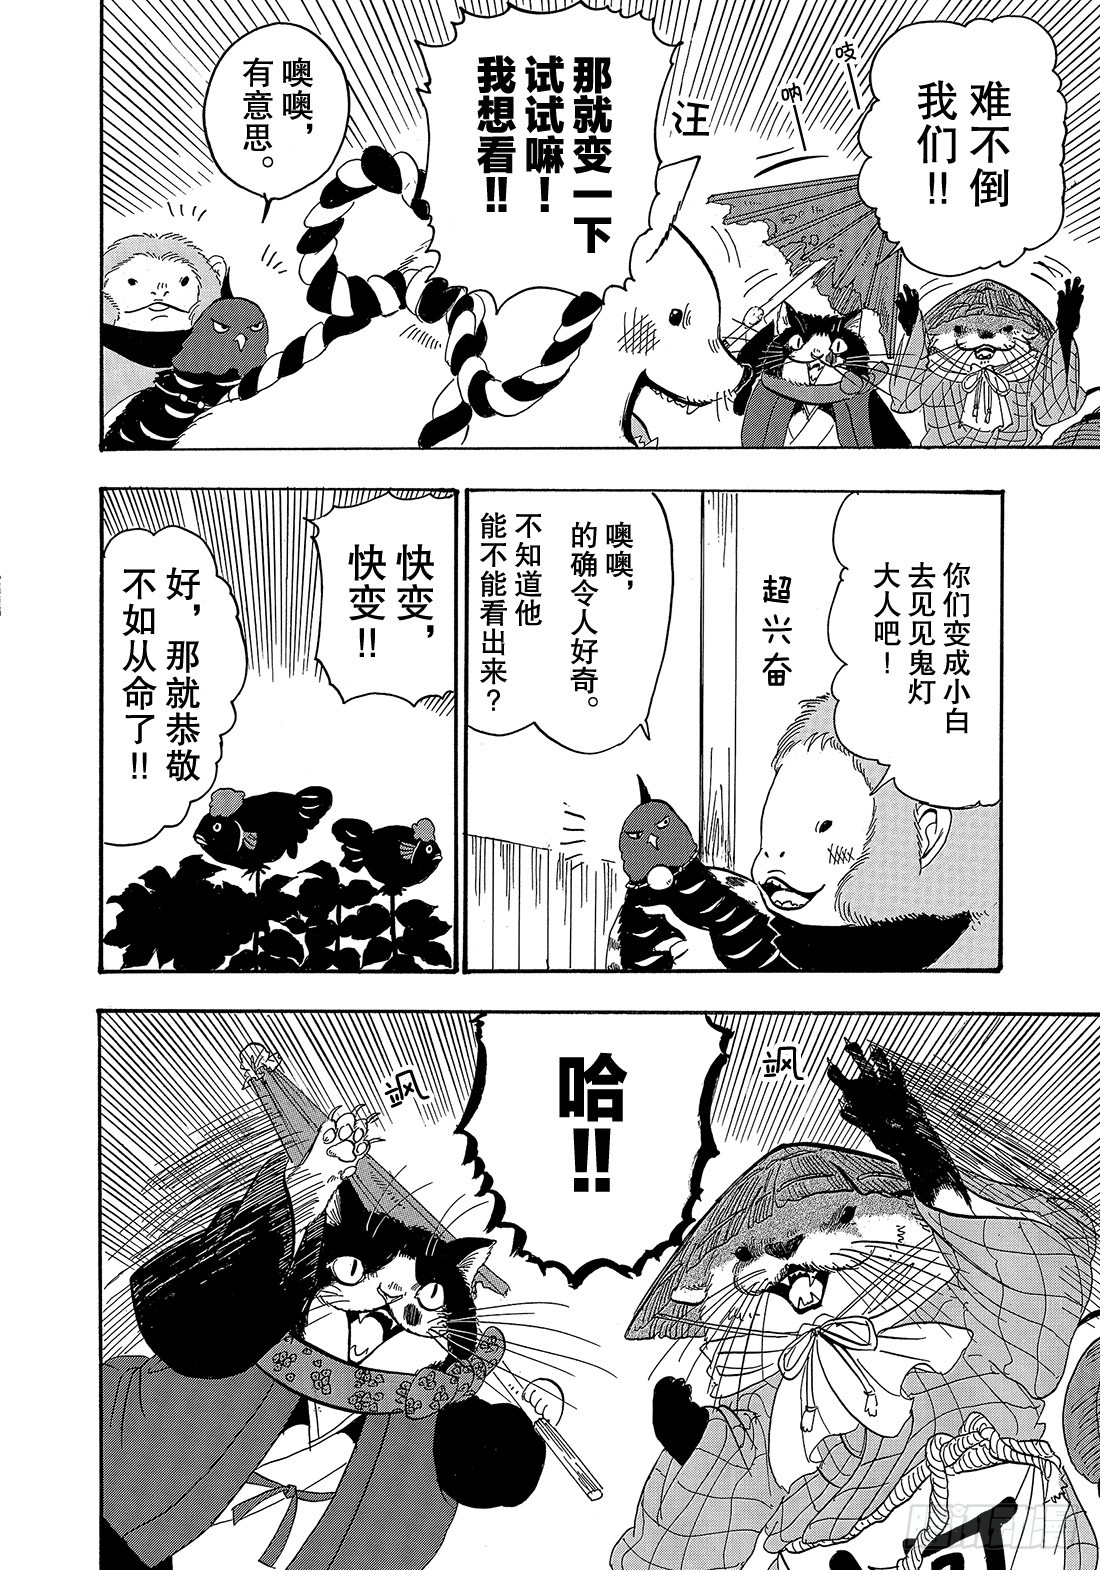 难不倒
我们!!
吱
呐
汪
那就变一下
试试嘛!
我想看!!
噢噢,
有意思。
你们变成小白
去见见鬼灯
大人吧!
超兴奋
噢噢,
的确令人好奇。
不知道他
能不能看出来?
快变,
快变!!
好,那就恭敬
不如从命了!!
飒
哈!!
飒